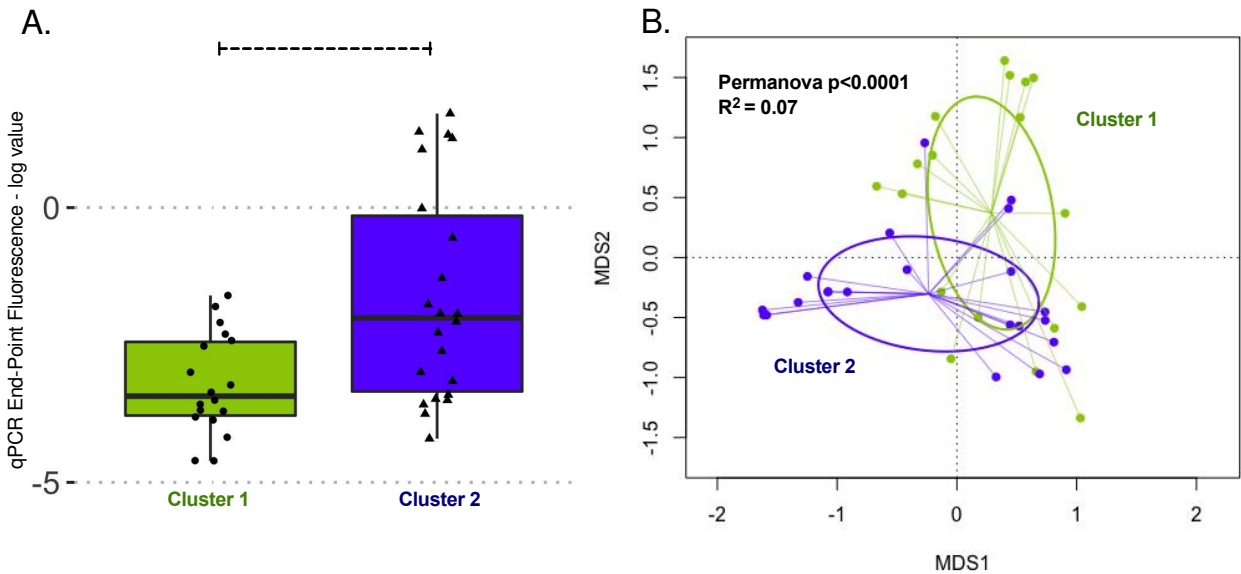 A.
qPCR End-Point Fluorescence - log value
0
-5
Cluster 1
Cluster 2
B.
Permanova p<0.0001
R² = 0.07
Cluster 1
Cluster 2
MDS2
1.5
1.0
0.5
0.0
-0.5
-1.0
-1.5
-2
-1
0
1
2
MDS1